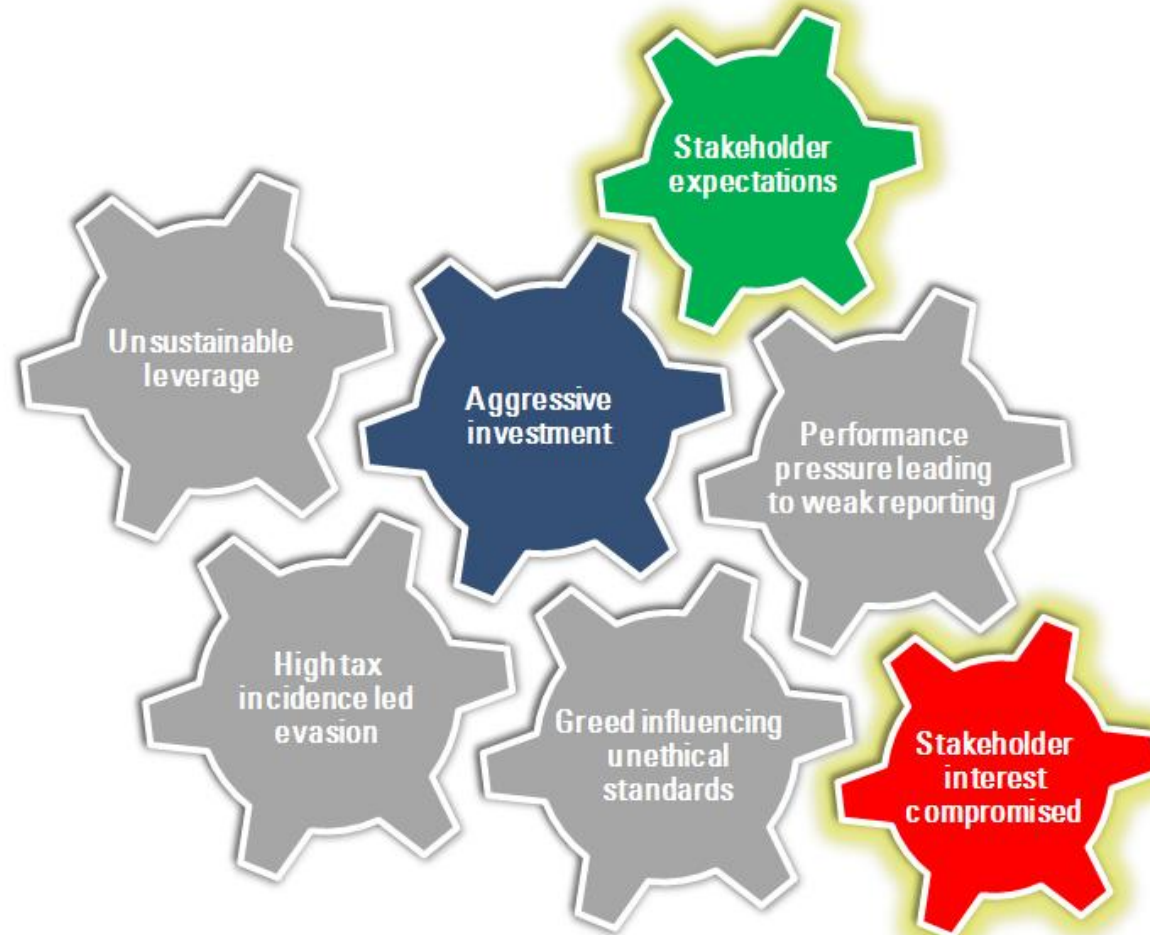 Stakeholder
expectations
Unsustainable
leverage
Aggressive
investment
Performance
pressure leading
to weak reporting
High tax
incidence led
evasion
Greed influencing
unethical
standards
Stakeholder
interest
compromised